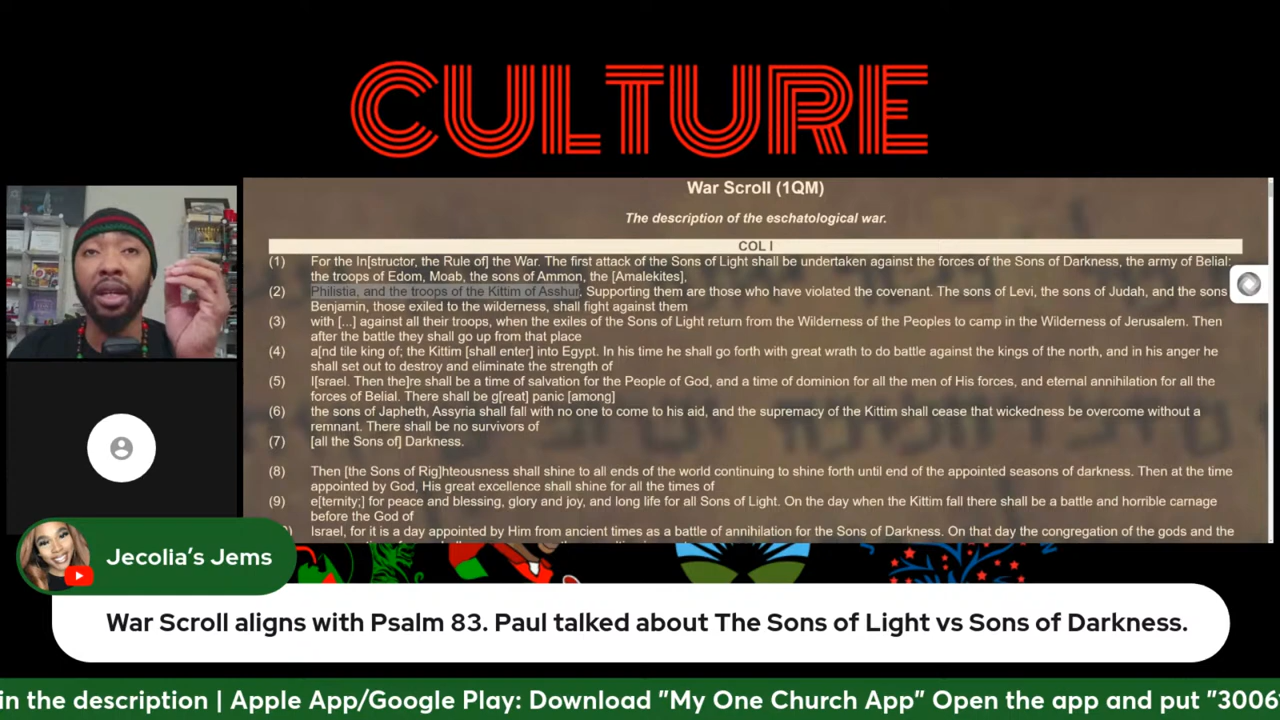 CULTURE
War Scroll (1QM)
The description of the eschatological war.
COL I
(1) For the In[structor, the Rule of] the War. The first attack of the Sons of Light shall be undertaken against the forces of the Sons of Darkness, the army of Belial:
the troops of Edom, Moab, the sons of Ammon, the [Amalekites],
(2) Philistia, and the troops of the Kittim of Asshur. Supporting them are those who have violated the covenant. The sons of Levi, the sons of Judah, and the sons
Benjamin, those exiled to the wilderness, shall fight against them
(3) with [...] against all their troops, when the exiles of the Sons of Light return from the Wilderness of the Peoples to camp in the Wilderness of Jerusalem. Then
after the battle they shall go up from that place
(4) a[nd tile king of; the Kittim [shall enter] into Egypt. In his time he shall go forth with great wrath to do battle against the kings of the north, and in his anger he
shall set out to destroy and eliminate the strength of
(5) I[srael. Then the]re shall be a time of salvation for the People of God, and a time of dominion for all the men of His forces, and eternal annihilation for all the
forces of Belial. There shall be g[reat] panic [among]
(6) the sons of Japheth, Assyria shall fall with no one to come to his aid, and the supremacy of the Kittim shall cease that wickedness be overcome without a
remnant. There shall be no survivors of
(7) [all the Sons of] Darkness.
(8) Then [the Sons of Rig]hteousness shall shine to all ends of the world continuing to shine forth until end of the appointed seasons of darkness. Then at the time
appointed by God, His great excellence shall shine for all the times of
(9) e[ternity;] for peace and blessing, glory and joy, and long life for all Sons of Light. On the day when the Kittim fall there shall be a battle and horrible carnage
before the God of
Israel, for it is a day appointed by Him from ancient times as a battle of annihilation for the Sons of Darkness. On that day the congregation of the gods and the
Jecolia's Jems
War Scroll aligns with Psalm 83. Paul talked about The Sons of Light vs Sons of Darkness.
in the description | Apple App/Google Play: Download "My One Church App" Open the app and put "3006